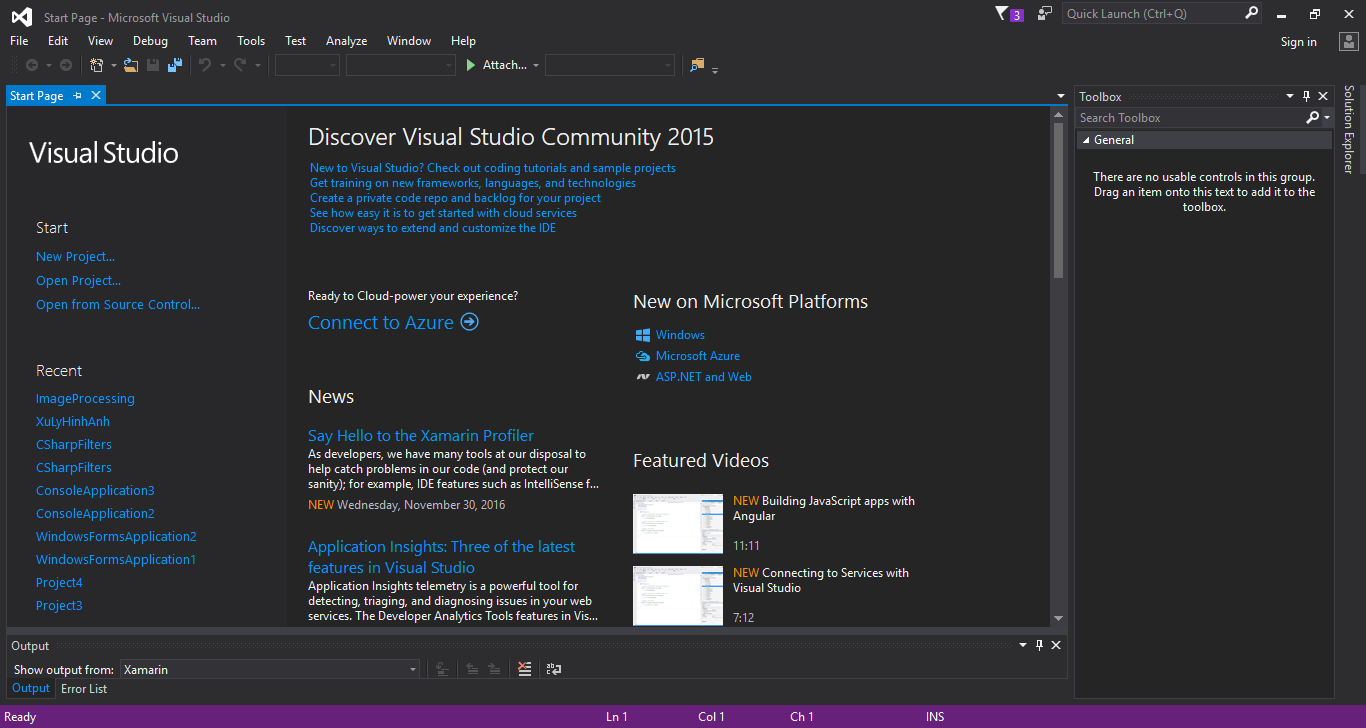 Start Page - Microsoft Visual Studio
3
Quick Launch (Ctrl+Q)
File Edit View Debug Team Tools Test Analyze Window Help
Sign in
Attach...
Start Page
Visual Studio
Start
New Project...
Open Project...
Open from Source Control...
Recent
ImageProcessing
XuLyHinhAnh
CSharpFilters
CSharpFilters
ConsoleApplication3
ConsoleApplication2
WindowsFormsApplication2
WindowsFormsApplication1
Project4
Project3
Discover Visual Studio Community 2015
New to Visual Studio? Check out coding tutorials and sample projects
Get training on new frameworks, languages, and technologies
Create a private code repo and backlog for your project
See how easy it is to get started with cloud services
Discover ways to extend and customize the IDE
Ready to Cloud-power your experience?
Connect to Azure
News
Say Hello to the Xamarin Profiler
As developers, we have many tools at our disposal to
help catch problems in our code (and protect our
sanity); for example, IDE features such as IntelliSense f...
NEW Wednesday, November 30, 2016
Application Insights: Three of the latest
features in Visual Studio
Application Insights telemetry is a powerful tool for
detecting, triaging, and diagnosing issues in your web
services. The Developer Analytics Tools features in Vis...
New on Microsoft Platforms
Windows
Microsoft Azure
ASP.NET and Web
Featured Videos
NEW Building JavaScript apps with
Angular
11:11
NEW Connecting to Services with
Visual Studio
7:12
Toolbox
Search Toolbox
General
There are no usable controls in this group.
Drag an item onto this text to add it to the
toolbox.
Solution Explorer
Output
Show output from: Xamarin
Output Error List
Ready Ln 1 Col 1 Ch 1 INS